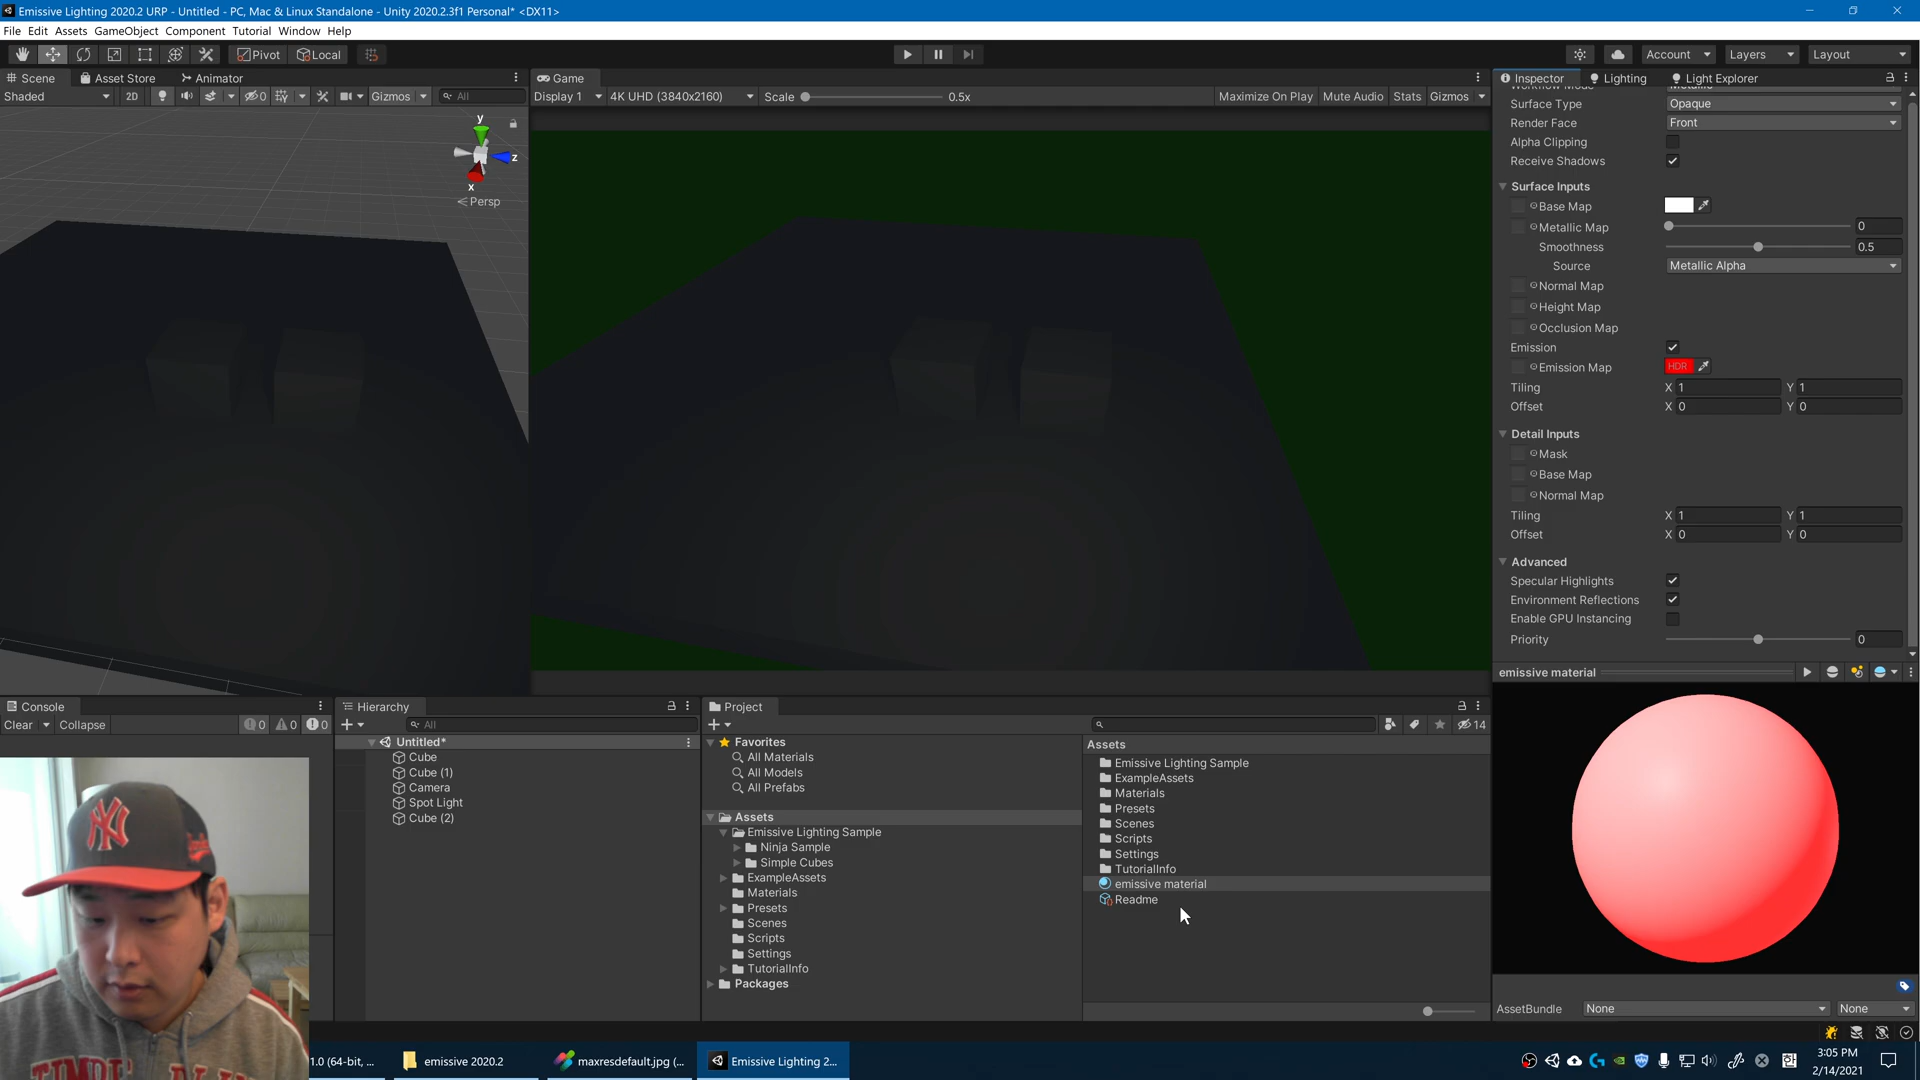 Emissive Lighting 2020.2 URP - Untitled - PC, Mac & Linux Standalone - Unity 2020.2.3f1 Personal* <DX11>
File Edit Assets GameObject Component Tutorial Window Help
Pivot Local Account Layers Layout
Scene Asset Store Animator
Shaded 2D 0 Gizmos All
y
z
x
Persp
Game
Display 1 4K UHD (3840x2160) Scale 0.5x Maximize On Play Mute Audio Stats Gizmos
Inspector Lighting Light Explorer
Workflow Mode Metallic
Surface Type Opaque
Render Face Front
Alpha Clipping
Receive Shadows
Surface Inputs
Base Map
Metallic Map 0
Smoothness 0.5
Source Metallic Alpha
Normal Map
Height Map
Occlusion Map
Emission
Emission Map HDR
Tiling X 1 Y 1
Offset X 0 Y 0
Detail Inputs
Mask
Base Map
Normal Map
Tiling X 1 Y 1
Offset X 0 Y 0
Advanced
Specular Highlights
Environment Reflections
Enable GPU Instancing
Priority 0
emissive material
AssetBundle None None
Console
Clear Collapse 0 0 0
Hierarchy
All
Untitled*
Cube
Cube (1)
Camera
Spot Light
Cube (2)
Project
14
Favorites
All Materials
All Models
All Prefabs
Assets
Emissive Lighting Sample
Ninja Sample
Simple Cubes
ExampleAssets
Materials
Presets
Scenes
Scripts
Settings
TutorialInfo
Packages
Assets
Emissive Lighting Sample
ExampleAssets
Materials
Presets
Scenes
Scripts
Settings
TutorialInfo
emissive material
Readme
NY
1.0 (64-bit, ... emissive 2020.2 maxresdefault.jpg (... Emissive Lighting 2...
한
3:05 PM
2/14/2021